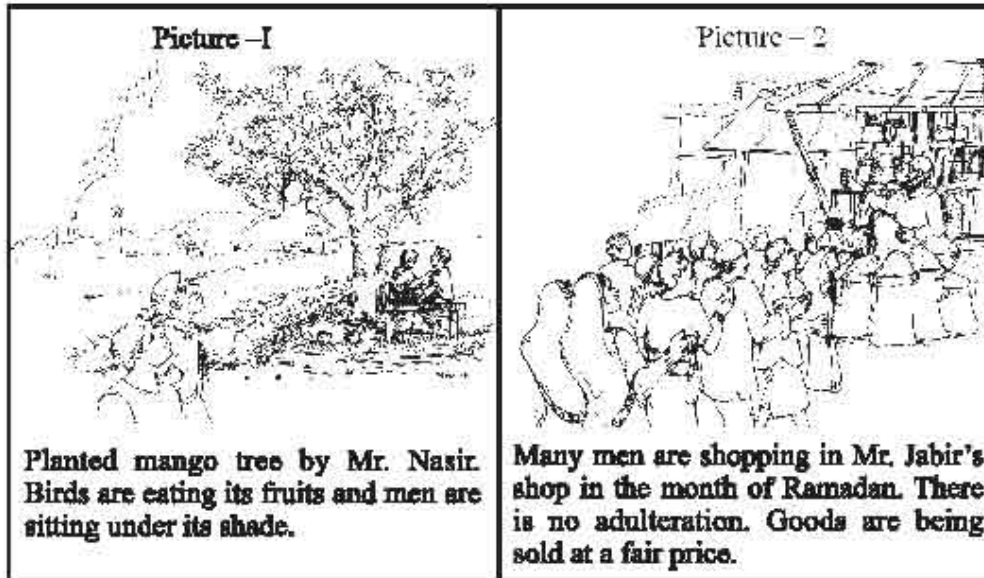 Picture –I
Planted mango tree by Mr. Nasir.
Birds are eating its fruits and men are
sitting under its shade.
Picture – 2
Many men are shopping in Mr. Jabir's
shop in the month of Ramadan. There
is no adulteration. Goods are being
sold at a fair price.